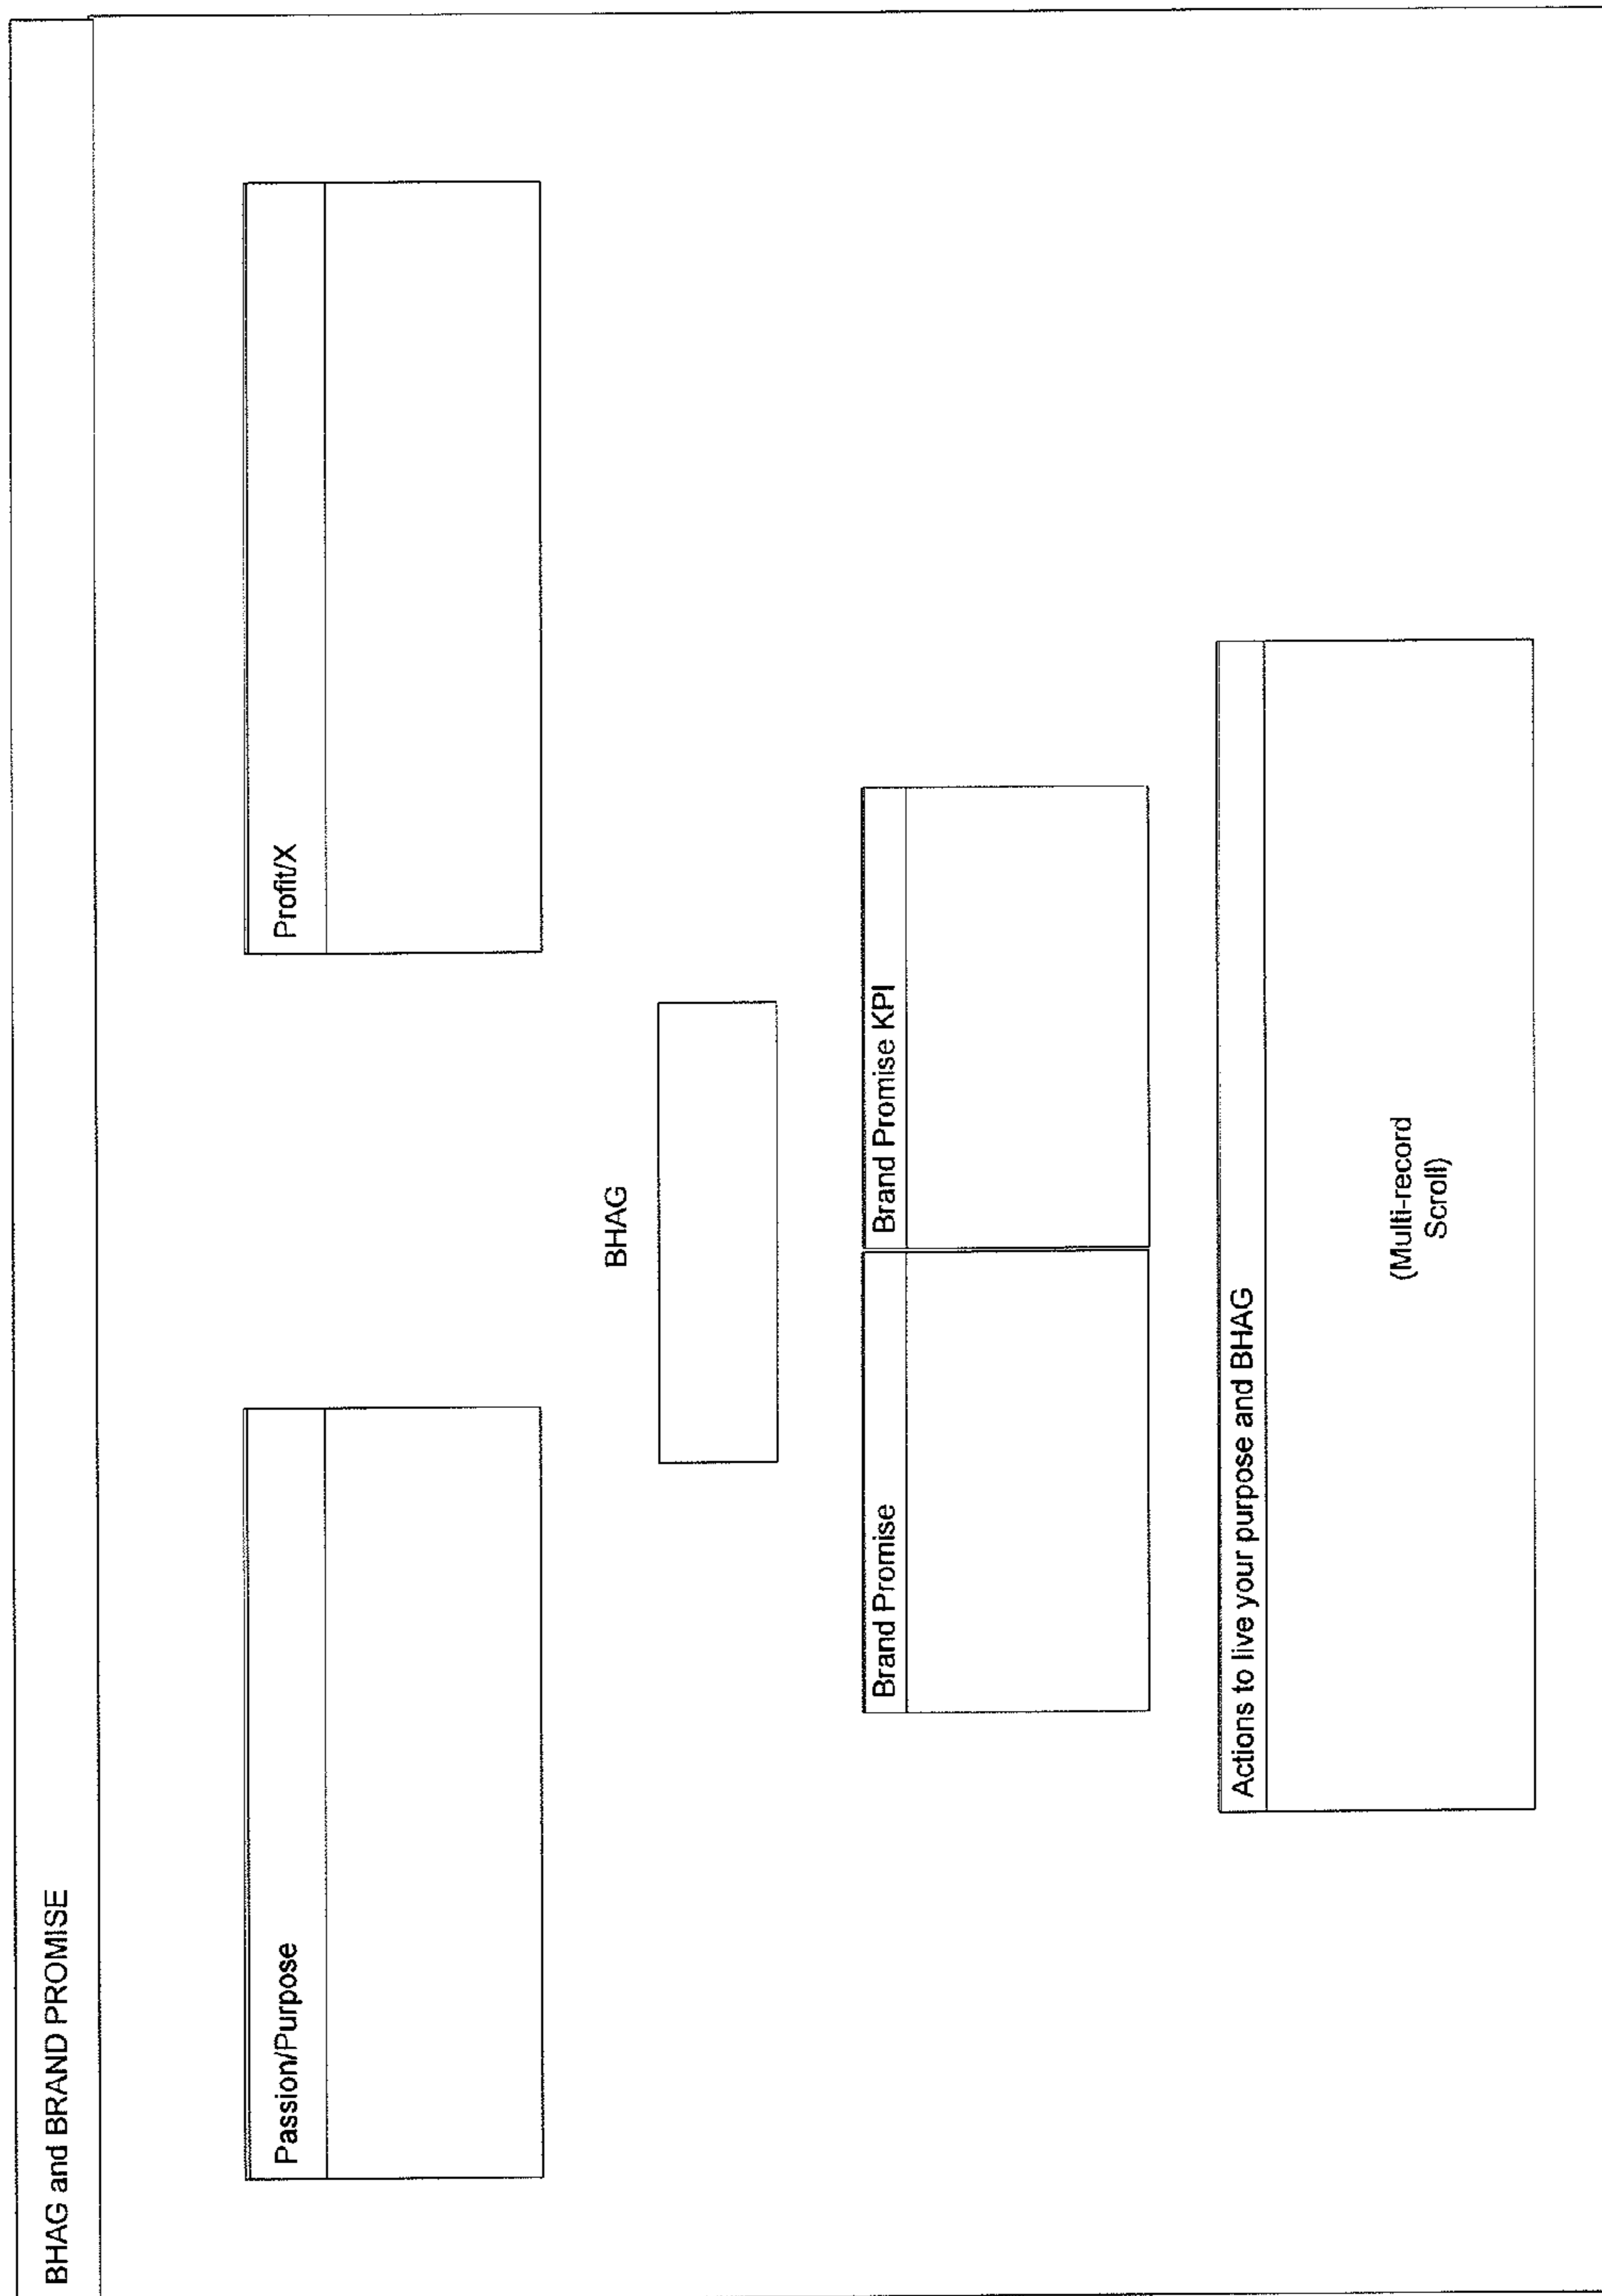 BHAG and BRAND PROMISE
Passion/Purpose
Profit/X
BHAG
Brand Promise
Brand Promise KPI
Actions to live your purpose and BHAG
(Multi-record
Scroll)